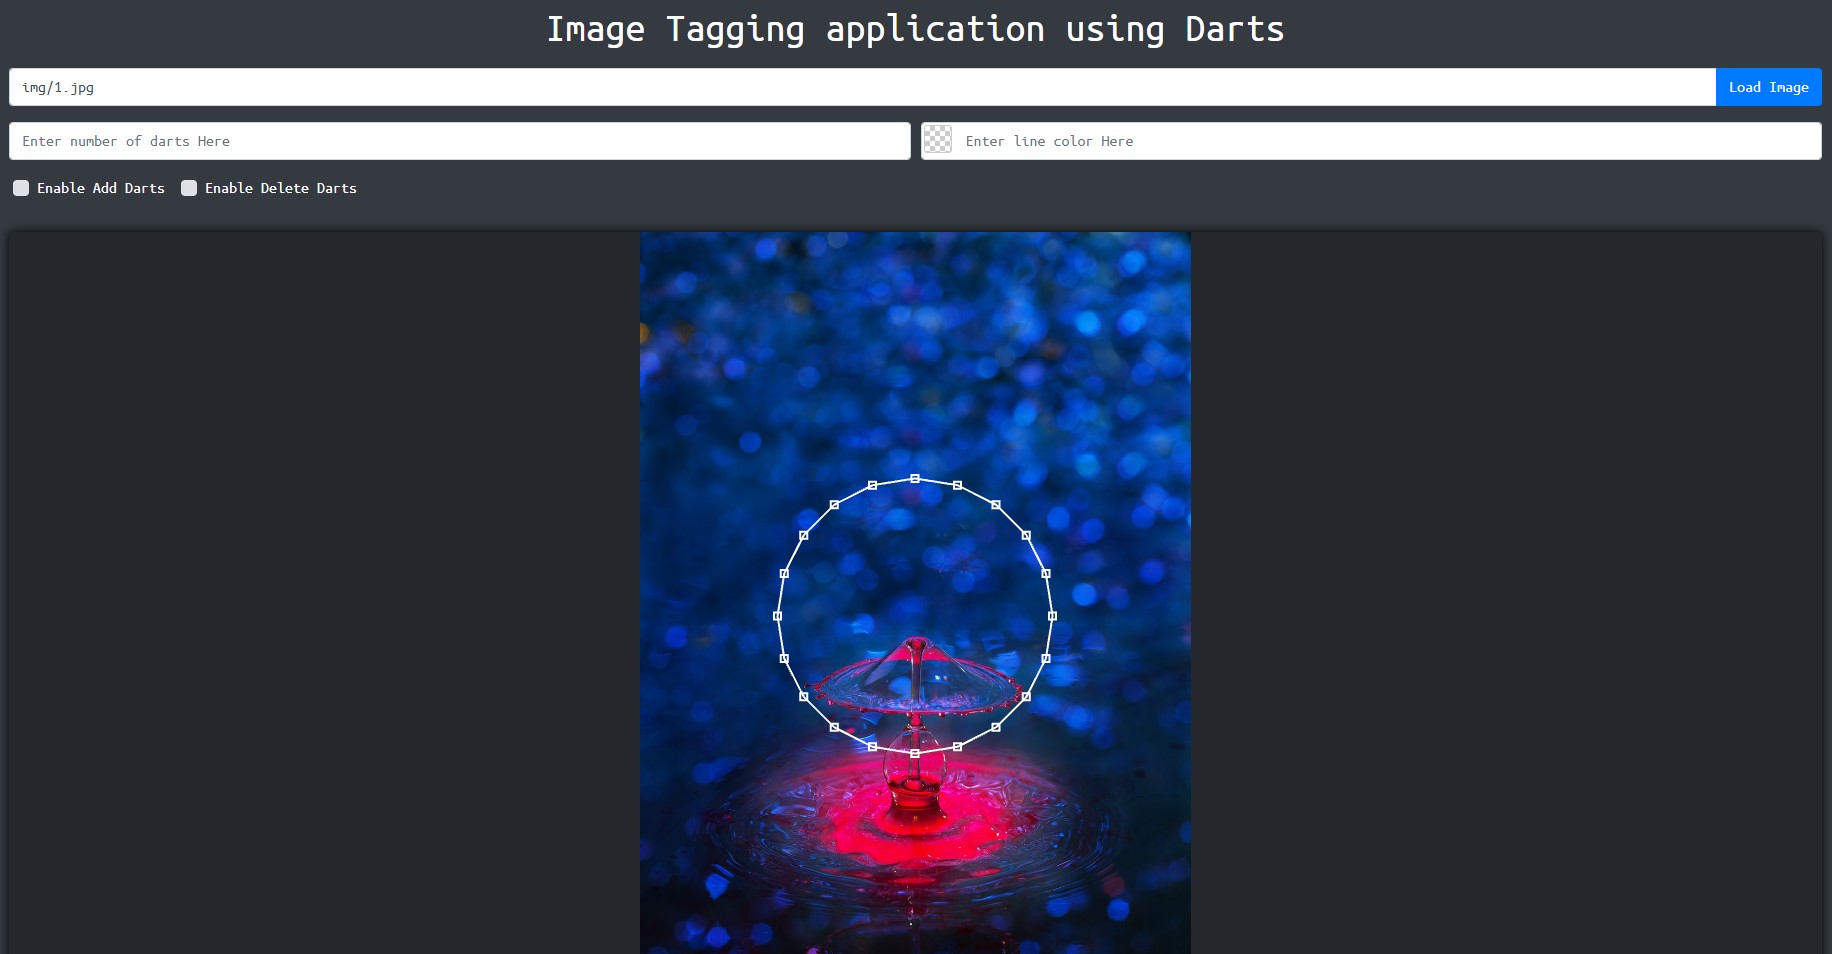 Image Tagging application using Darts
img/1.jpg
Load Image
Enter number of darts Here
Enter line color Here
Enable Add Darts
Enable Delete Darts